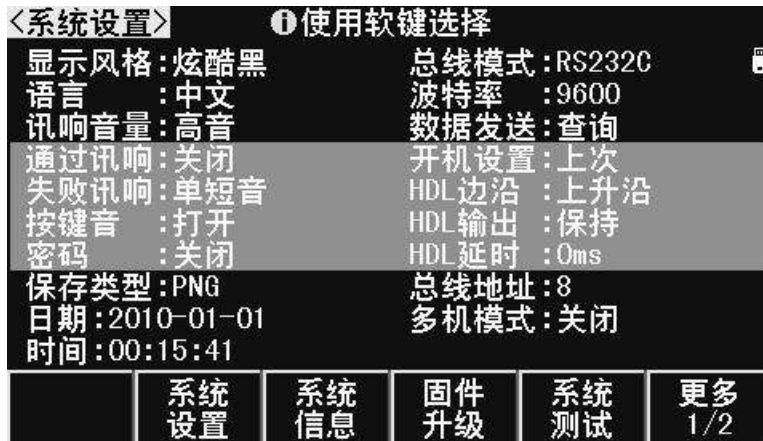 <系统设置> ❶使用软键选择
显示风格:炫酷黑 总线模式:RS232C
语言 :中文 波特率 :9600
讯响音量:高音 数据发送:查询
通过讯响:关闭 开机设置:上次
失败讯响:单短音 HDL边沿 :上升沿
按键音 :打开 HDL输出 :保持
密码 :关闭 HDL延时 :0ms
保存类型:PNG 总线地址:8
日期:2010-01-01 多机模式:关闭
时间:00:15:41
系统 系统 固件 系统 更多
设置 信息 升级 测试 1/2